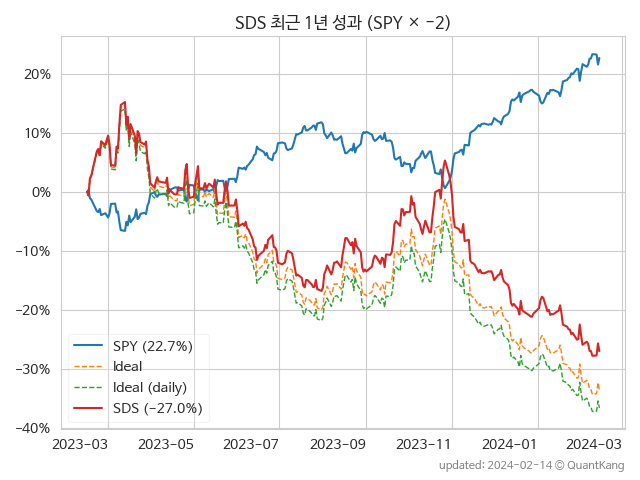 SDS 최근 1년 성과 (SPY × −2)
20%
10%
0%
−10%
−20%
−30%
−40%
SPY (22.7%)
Ideal
Ideal (daily)
SDS (−27.0%)
2023-03 2023-05 2023-07 2023-09 2023-11 2024-01 2024-03
updated: 2024-02-14 © QuantKang